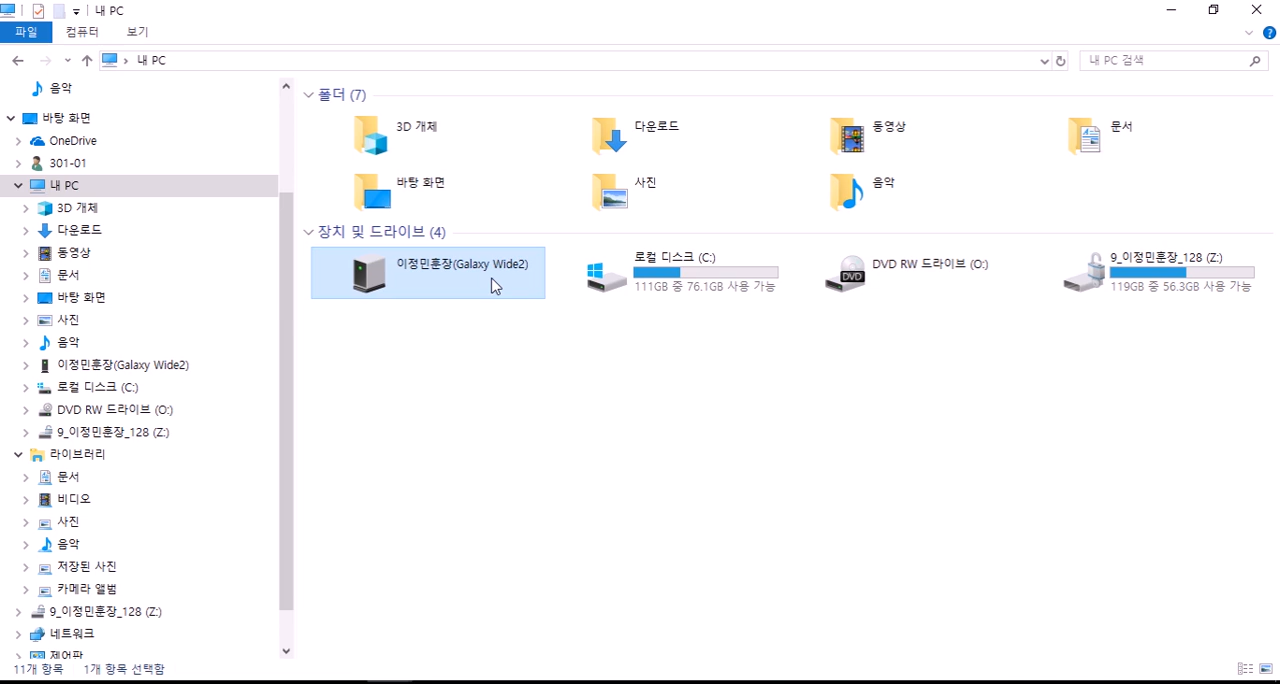 내 PC
파일 컴퓨터 보기
내 PC 내 PC 검색
음악
바탕 화면
OneDrive
301-01
내 PC
3D 개체
다운로드
동영상
문서
바탕 화면
사진
음악
이정민훈장(Galaxy Wide2)
로컬 디스크 (C:)
DVD RW 드라이브 (O:)
9_이정민훈장_128 (Z:)
라이브러리
문서
비디오
사진
음악
저장된 사진
카메라 앨범
9_이정민훈장_128 (Z:)
네트워크
제어판
폴더 (7)
3D 개체 다운로드 동영상 문서
바탕 화면 사진 음악
장치 및 드라이브 (4)
이정민훈장(Galaxy Wide2)
로컬 디스크 (C:)
111GB 중 76.1GB 사용 가능
DVD RW 드라이브 (O:)
DVD
9_이정민훈장_128 (Z:)
119GB 중 56.3GB 사용 가능
11개 항목 1개 항목 선택함